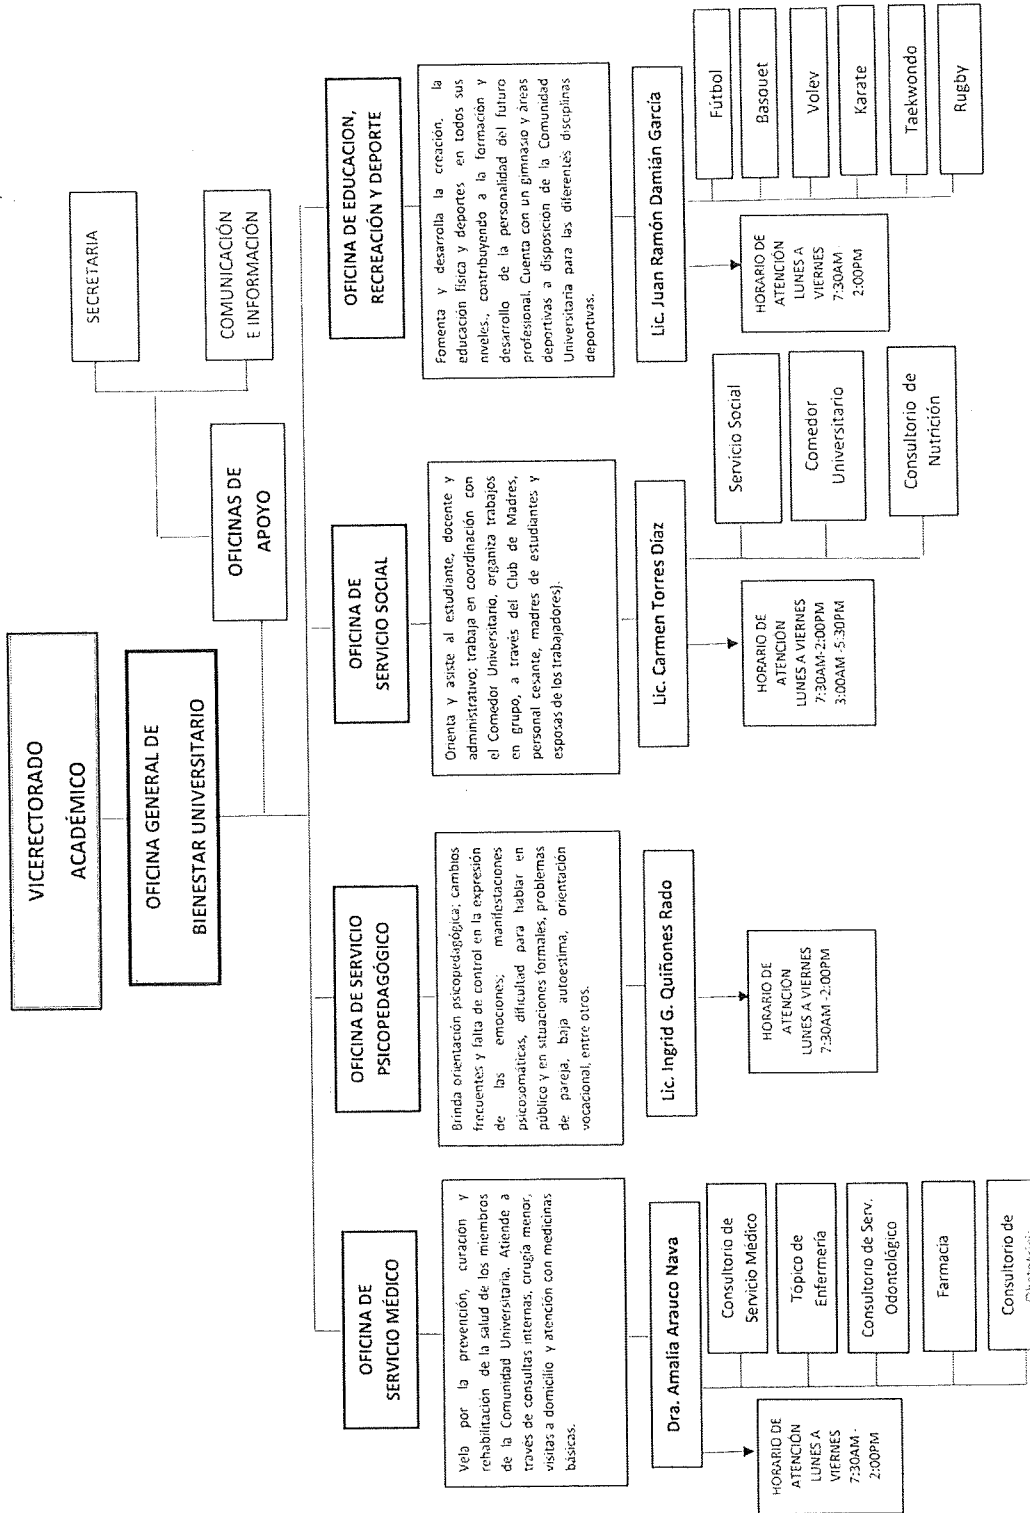 VICERECTORADO
ACADÉMICO
OFICINA GENERAL DE
BIENESTAR UNIVERSITARIO
OFICINAS DE
APOYO
SECRETARIA
COMUNICACIÓN
E INFORMACIÓN
OFICINA DE
SERVICIO MÉDICO
Vela por la prevención, curacion y
rehabilitación de la salud de los miembros
de la Comunidad Universitaria. Atiende a
través de consultas internas, cirugía menor,
visitas a domicilio y atención con medicinas
básicas.
Dra. Amalia Arauco Nava
HORARIO DE
ATENCIÓN
LUNES A
VIERNES
7:30AM -
2:00PM
Consultorio de
Servicio Médico
Tópico de
Enfermería
Consultorio de Serv.
Odontológico
Farmacia
Consultorio de
OFICINA DE SERVICIO
PSICOPEDAGÓGICO
Brinda orientación psicopedagógica; cambios
frecuentes y falta de control en la expresión
de las emociones; manifestaciones
psicosomáticas, dificultad para hablar en
público y en situaciones formales, problemas
de pareja, baja autoestima, orientación
vocacional, entre otros.
Lic. Ingrid G. Quiñones Rado
HORARIO DE
ATENCIÓN
LUNES A VIERNES
7:30AM -2:00PM
OFICINA DE
SERVICIO SOCIAL
Orienta y asiste al estudiante, docente y
administrativo; trabaja en coordinación con
el Comedor Universitario, organiza trabajos
en grupo, a través del Club de Madres,
personal cesante, madres de estudiantes y
esposas de los trabajadores).
Lic. Carmen Torres Díaz
HORARIO DE
ATENCIÓN
LUNES A VIERNES
7:30AM-2:00PM
3:00AM -5:30PM
Servicio Social
Comedor
Universitario
Consultorio de
Nutrición
OFICINA DE EDUCACION,
RECREACIÓN Y DEPORTE
Fomenta y desarrolla la creación, la
educación física y deportes en todos sus
niveles., contribuyendo a la formación y
desarrollo de la personalidad del futuro
profesional. Cuenta con un gimnasio y areas
deportivas a disposición de la Comunidad
Universitaria para las diferentes disciplinas
deportivas.
Lic. Juan Ramón Damián García
HORARIO DE
ATENCIÓN
LUNES A
VIERNES
7:30AM -
2:00PM
Fútbol
Basquet
Voley
Karate
Taekwondo
Rugby